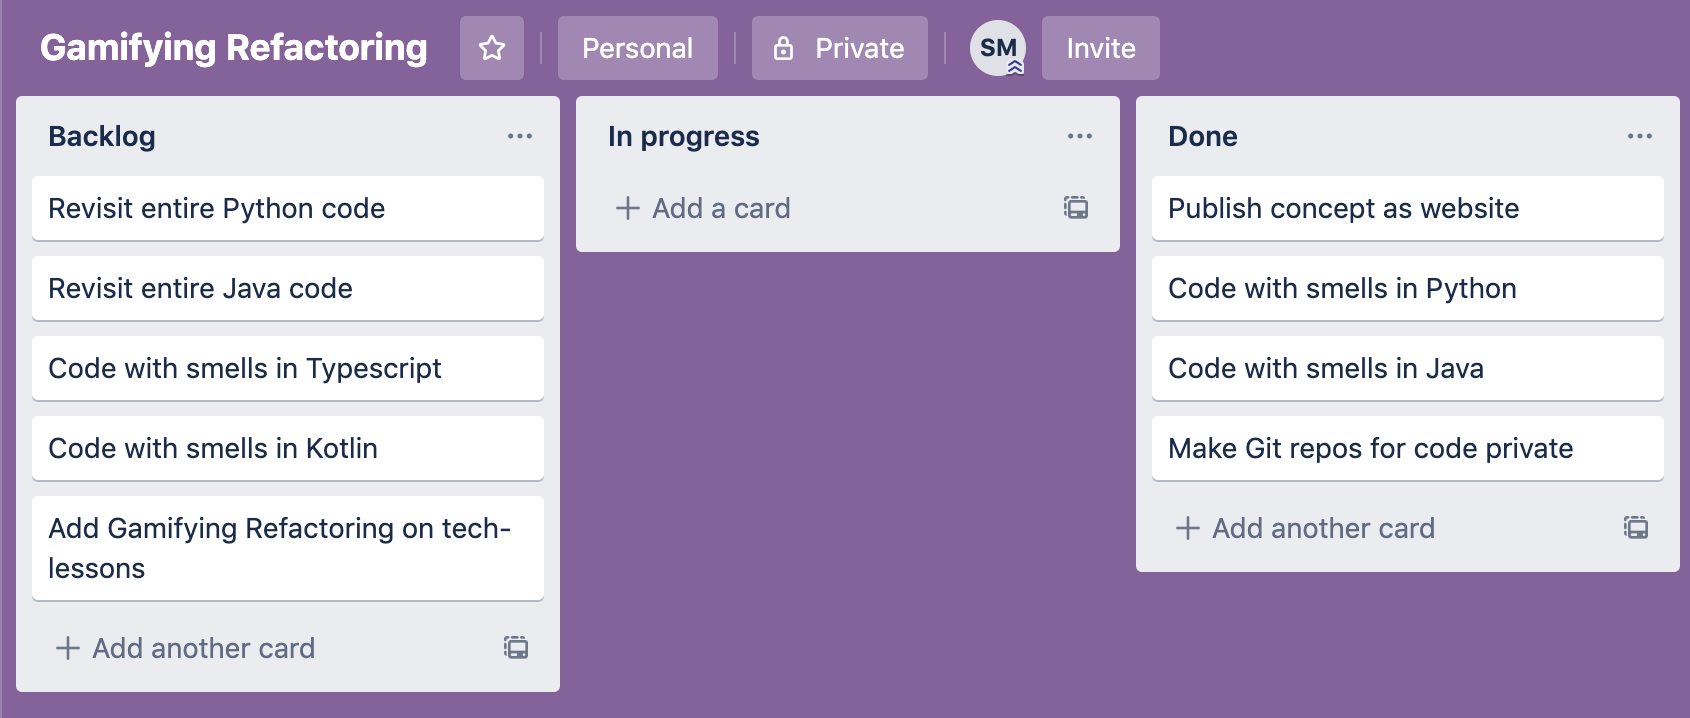 Gamifying Refactoring
Personal
Private
SM
Invite
Backlog
Revisit entire Python code
Revisit entire Java code
Code with smells in Typescript
Code with smells in Kotlin
Add Gamifying Refactoring on tech-
lessons
Add another card
In progress
Add a card
Done
Publish concept as website
Code with smells in Python
Code with smells in Java
Make Git repos for code private
Add another card